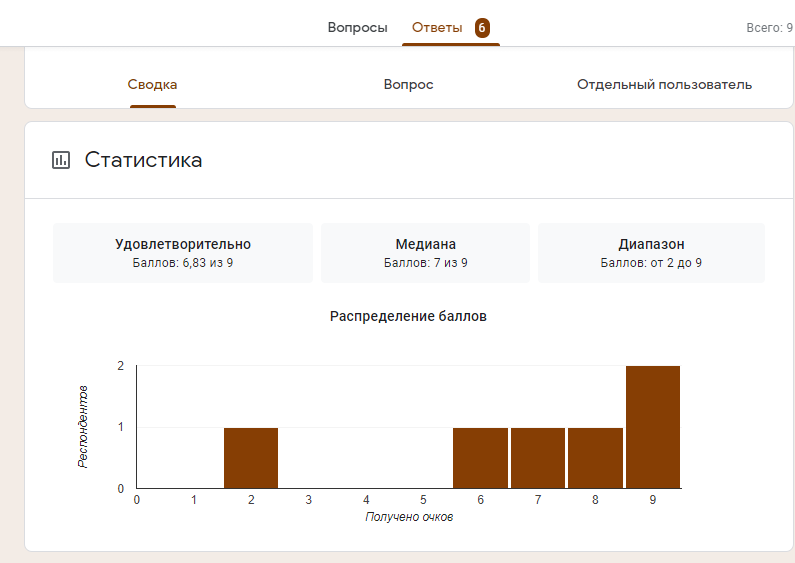 Вопросы Ответы 6 Всего: 9
Сводка Вопрос Отдельный пользователь
Статистика
Удовлетворительно Медиана Диапазон
Баллов: 6,83 из 9 Баллов: 7 из 9 Баллов: от 2 до 9
Распределение баллов
2
1
0
Респондентов
0 1 2 3 4 5 6 7 8 9
Получено очков